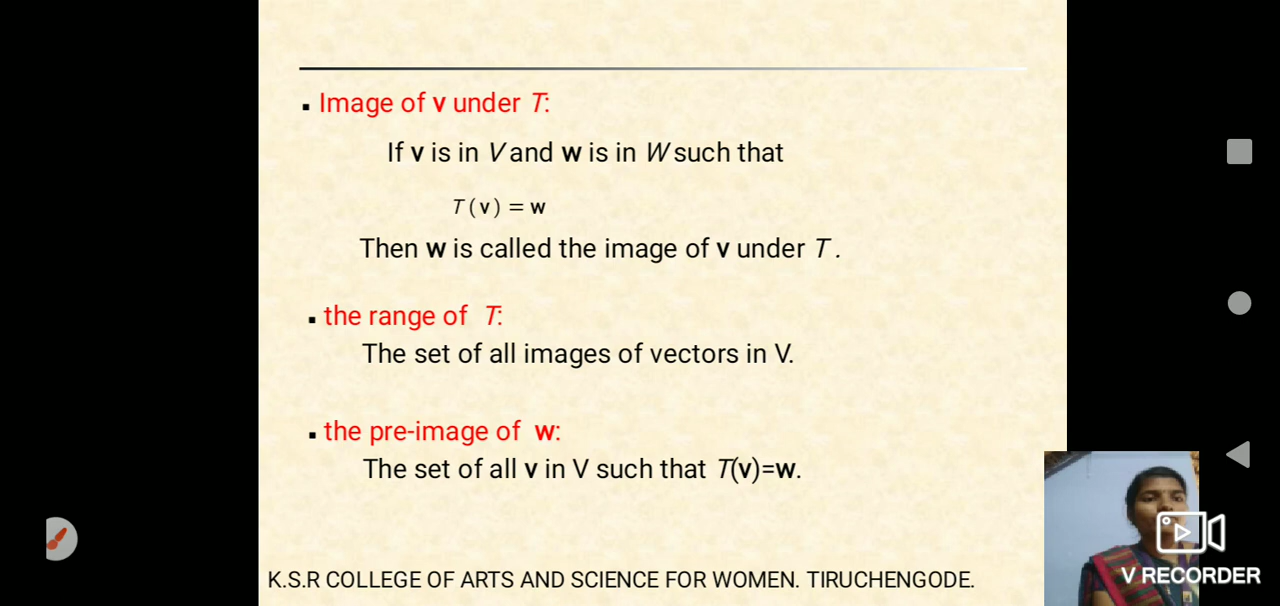 ▪ Image of v under T:
If v is in V and w is in W such that
T(v) = w
Then w is called the image of v under T.
▪ the range of T:
The set of all images of vectors in V.
▪ the pre-image of w:
The set of all v in V such that T(v)=w.
K.S.R COLLEGE OF ARTS AND SCIENCE FOR WOMEN. TIRUCHENGODE.
V RECORDER